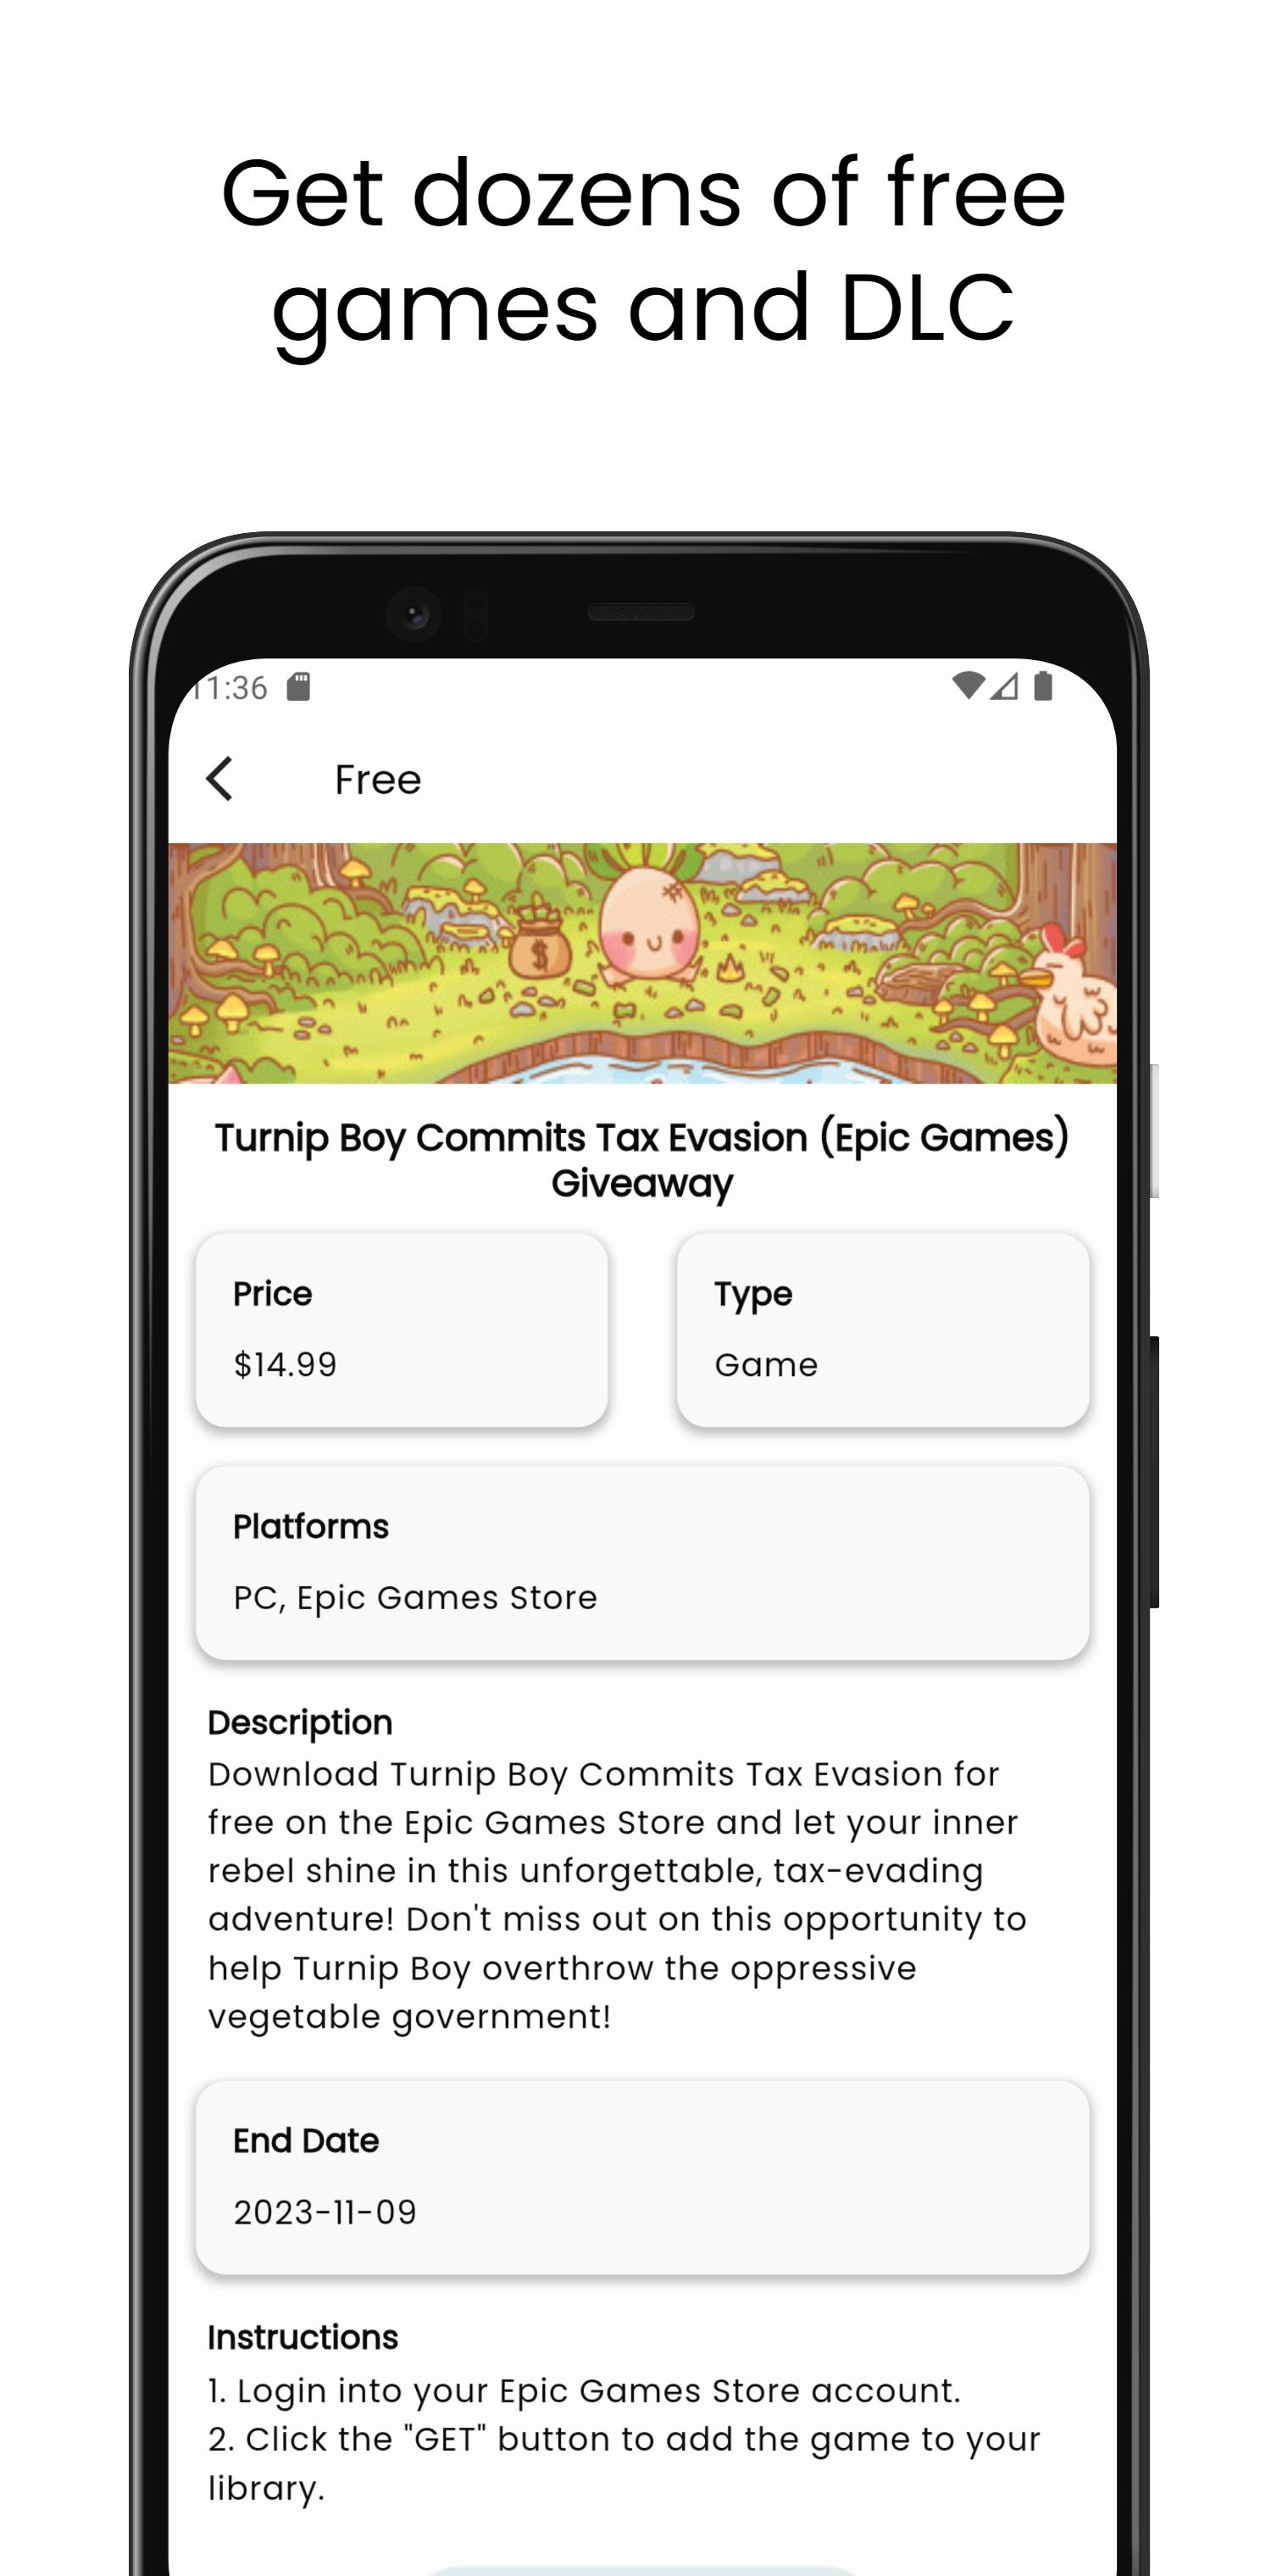 Get dozens of free
games and DLC
11:36
Free
$
Turnip Boy Commits Tax Evasion (Epic Games)
Giveaway
Price
Type
$14.99
Game
Platforms
PC, Epic Games Store
Description
Download Turnip Boy Commits Tax Evasion for
free on the Epic Games Store and let your inner
rebel shine in this unforgettable, tax-evading
adventure! Don't miss out on this opportunity to
help Turnip Boy overthrow the oppressive
vegetable government!
End Date
2023-11-09
Instructions
1. Login into your Epic Games Store account.
2. Click the "GET" button to add the game to your
library.